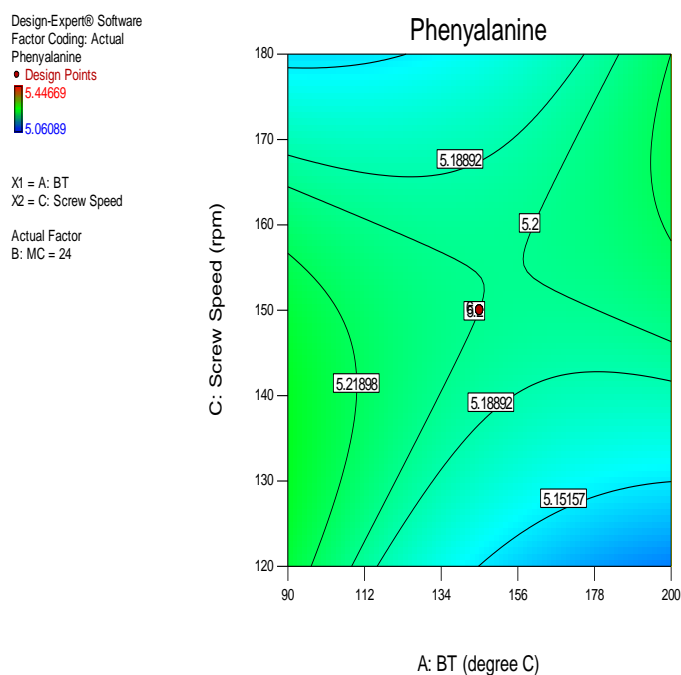 Design-Expert® Software
Factor Coding: Actual
Phenyalanine
Design Points
5.44669
5.06089
X1 = A: BT
X2 = C: Screw Speed
Actual Factor
B: MC = 24
Phenyalanine
180
170
160
150
140
130
120
90
112
134
156
178
200
C: Screw Speed (rpm)
A: BT (degree C)
5.18892
5.2
5.21898
5.18892
5.15157